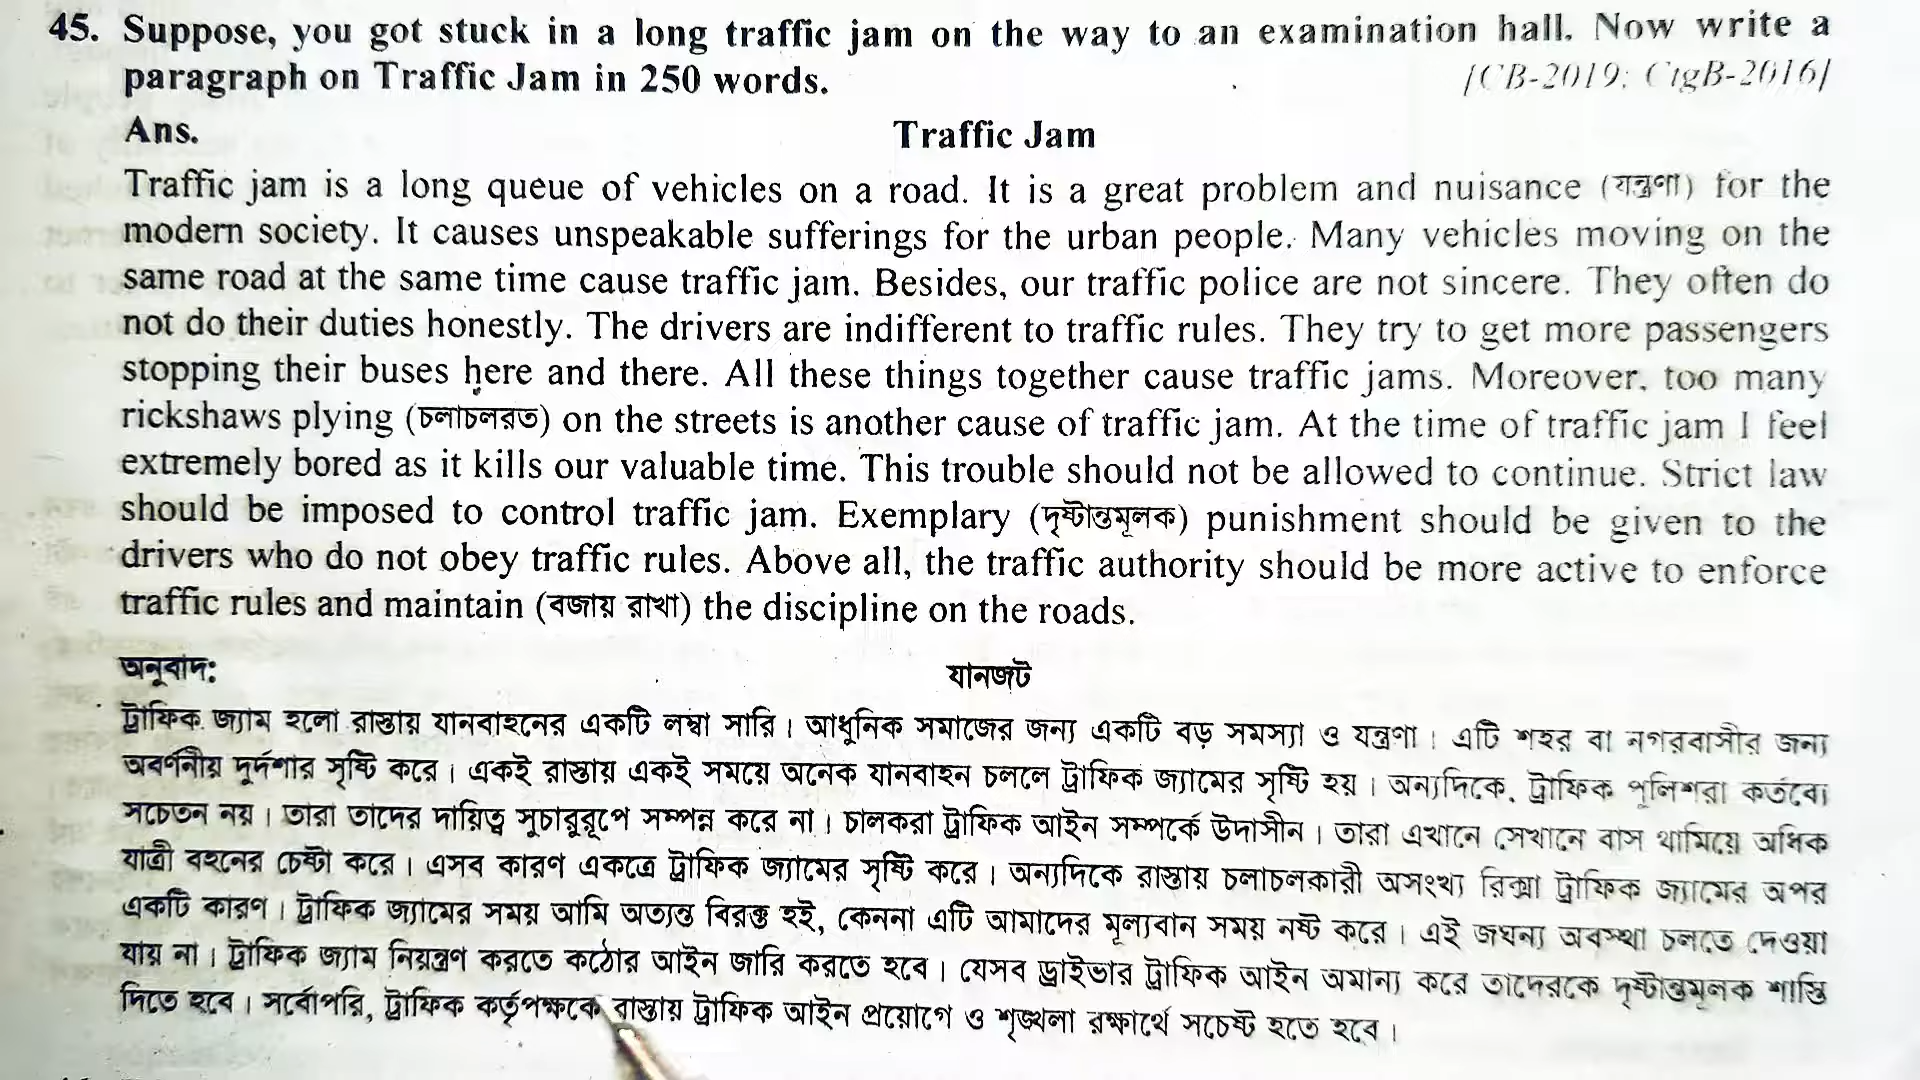 45. Suppose, you got stuck in a long traffic jam on the way to an examination hall. Now write a
paragraph on Traffic Jam in 250 words. [CB-2019; CtgB-2016]
Ans. Traffic Jam
Traffic jam is a long queue of vehicles on a road. It is a great problem and nuisance (যন্ত্রণা) for the
modern society. It causes unspeakable sufferings for the urban people. Many vehicles moving on the
same road at the same time cause traffic jam. Besides, our traffic police are not sincere. They often do
not do their duties honestly. The drivers are indifferent to traffic rules. They try to get more passengers
stopping their buses here and there. All these things together cause traffic jams. Moreover, too many
rickshaws plying (চলাচলরত) on the streets is another cause of traffic jam. At the time of traffic jam I feel
extremely bored as it kills our valuable time. This trouble should not be allowed to continue. Strict law
should be imposed to control traffic jam. Exemplary (দৃষ্টান্তমূলক) punishment should be given to the
drivers who do not obey traffic rules. Above all, the traffic authority should be more active to enforce
traffic rules and maintain (বজায় রাখা) the discipline on the roads.
অনুবাদ: যানজট
ট্রাফিক জ্যাম হলো রাস্তায় যানবাহনের একটি লম্বা সারি। আধুনিক সমাজের জন্য একটি বড় সমস্যা ও যন্ত্রণা। এটি শহর বা নগরবাসীর জন্য
অবর্ণনীয় দুর্দশার সৃষ্টি করে। একই রাস্তায় একই সময়ে অনেক যানবাহন চললে ট্রাফিক জ্যামের সৃষ্টি হয়। অন্যদিকে, ট্রাফিক পুলিশরা কর্তব্যে
সচেতন নয়। তারা তাদের দায়িত্ব সুচারুরূপে সম্পন্ন করে না। চালকরা ট্রাফিক আইন সম্পর্কে উদাসীন। তারা এখানে সেখানে বাস থামিয়ে অধিক
যাত্রী বহনের চেষ্টা করে। এসব কারণ একত্রে ট্রাফিক জ্যামের সৃষ্টি করে। অন্যদিকে রাস্তায় চলাচলকারী অসংখ্য রিক্সা ট্রাফিক জ্যামের অপর
একটি কারণ। ট্রাফিক জ্যামের সময় আমি অত্যন্ত বিরক্ত হই, কেননা এটি আমাদের মূল্যবান সময় নষ্ট করে। এই জঘন্য অবস্থা চলতে দেওয়া
যায় না। ট্রাফিক জ্যাম নিয়ন্ত্রণ করতে কঠোর আইন জারি করতে হবে। যেসব ড্রাইভার ট্রাফিক আইন অমান্য করে তাদেরকে দৃষ্টান্তমূলক শাস্তি
দিতে হবে। সর্বোপরি, ট্রাফিক কর্তৃপক্ষকে রাস্তায় ট্রাফিক আইন প্রয়োগে ও শৃঙ্খলা রক্ষার্থে সচেষ্ট হতে হবে।